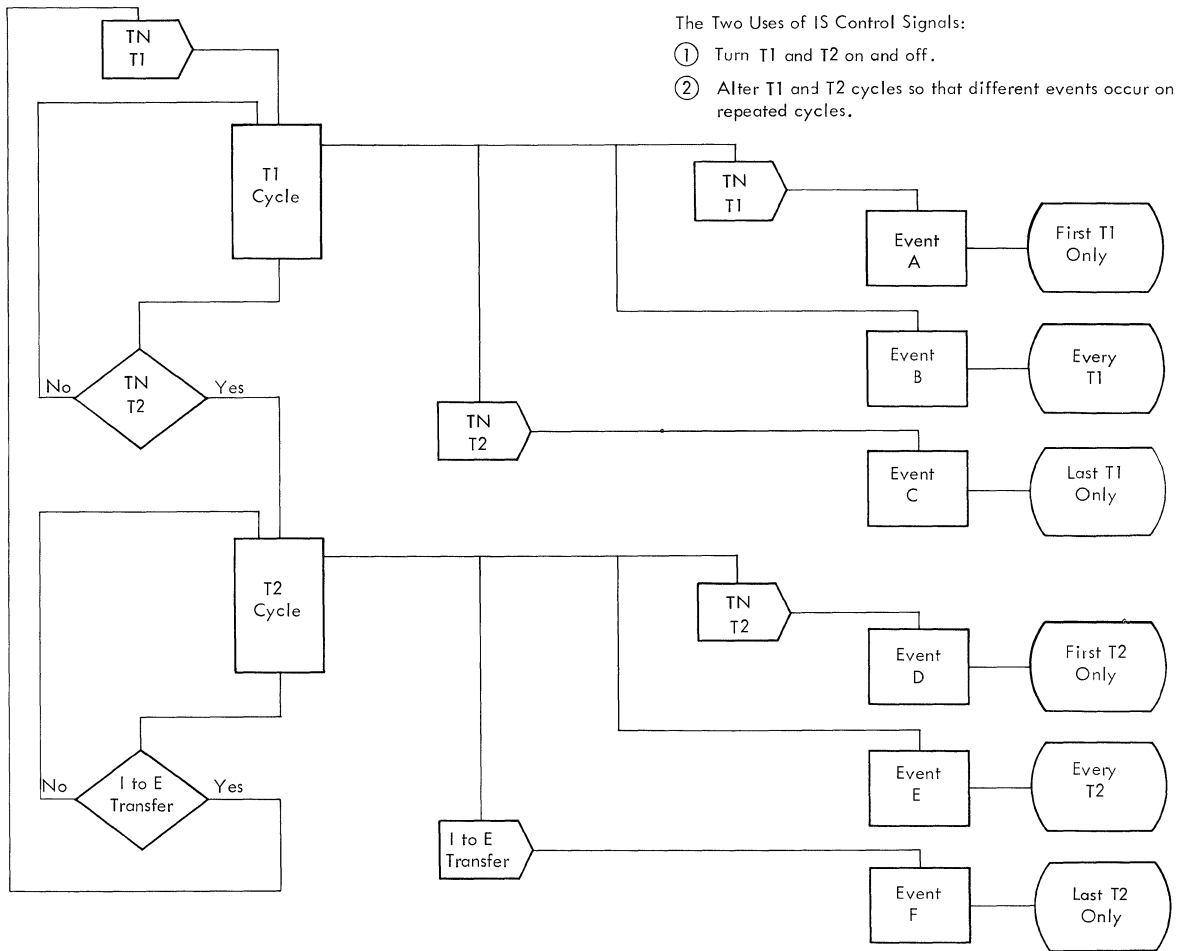 The Two Uses of IS Control Signals:
① Turn T1 and T2 on and off.
② Alter T1 and T2 cycles so that different events occur on
repeated cycles.
TN
T1
T1
Cycle
TN
T1
Event
A
First T1
Only
Event
B
Every
T1
No
TN
T2
Yes
TN
T2
Event
C
Last T1
Only
T2
Cycle
TN
T2
Event
D
First T2
Only
Event
E
Every
T2
No
I to E
Transfer
Yes
I to E
Transfer
Event
F
Last T2
Only